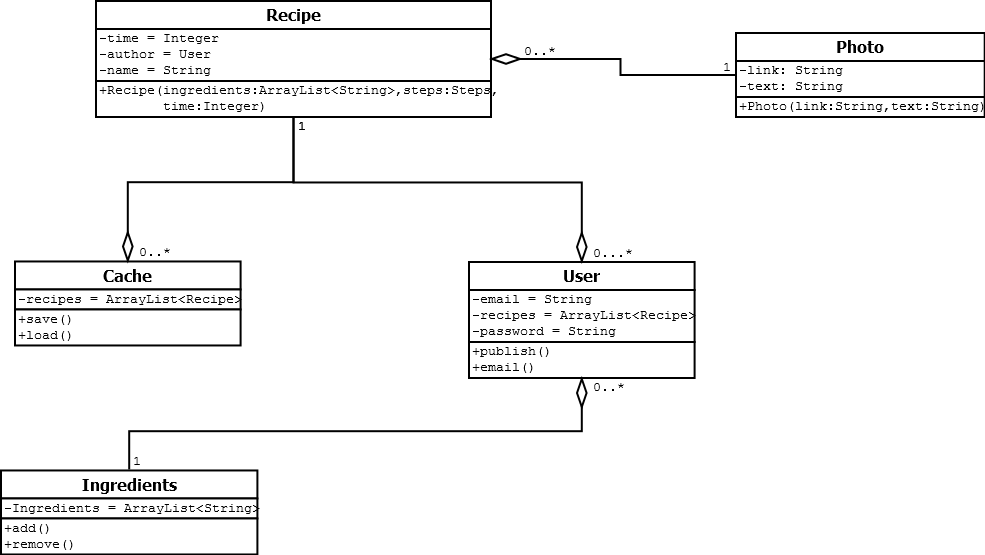 Recipe
-time = Integer
-author = User
-name = String
+Recipe(ingredients:ArrayList<String>,steps:Steps,
time:Integer)
0..*
1
Photo
-link: String
-text: String
+Photo(link:String,text:String)
1
0..*
Cache
-recipes = ArrayList<Recipe>
+save()
+load()
0...*
User
-email = String
-recipes = ArrayList<Recipe>
-password = String
+publish()
+email()
0..*
1
Ingredients
-Ingredients = ArrayList<String>
+add()
+remove()